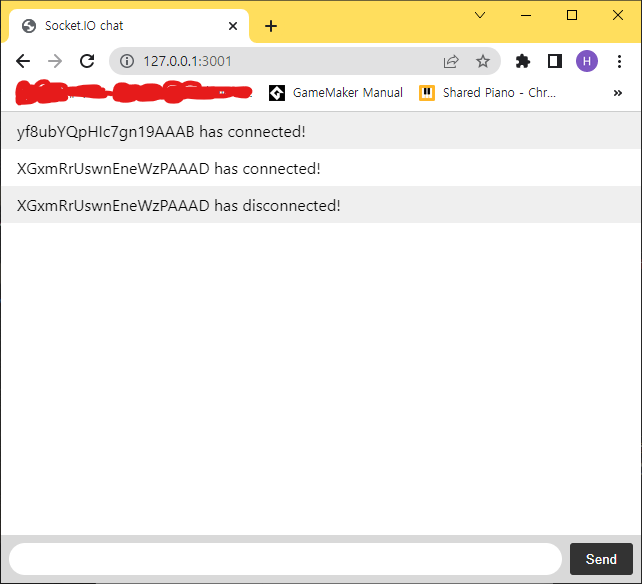 Socket.IO chat
127.0.0.1:3001
H
GameMaker Manual
Shared Piano - Chr...
yf8ubYQpHIc7gn19AAAB has connected!
XGxmRrUswnEneWzPAAAD has connected!
XGxmRrUswnEneWzPAAAD has disconnected!
Send